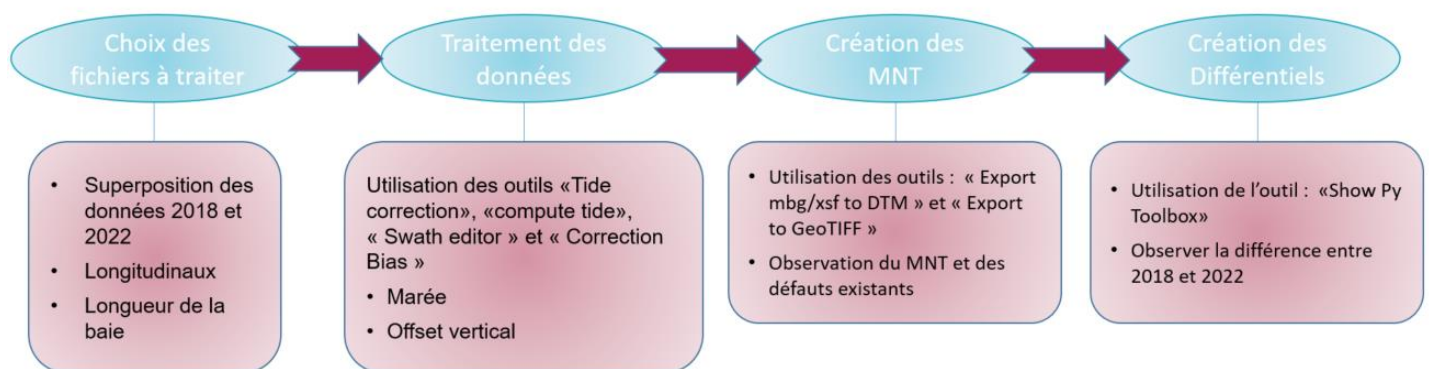 Choix des
fichiers à traiter
Traitement des
données
Création des
MNT
Création des
Différentiels
• Superposition des
données 2018 et
2022
• Longitudinaux
• Longueur de la
baie
Utilisation des outils «Tide
correction», «compute tide»,
« Swath editor » et « Correction
Bias »
• Marée
• Offset vertical
• Utilisation des outils : « Export
mbg/xsf to DTM » et « Export
to GeoTIFF »
• Observation du MNT et des
défauts existants
• Utilisation de l’outil : «Show Py
Toolbox»
• Observer la différence entre
2018 et 2022